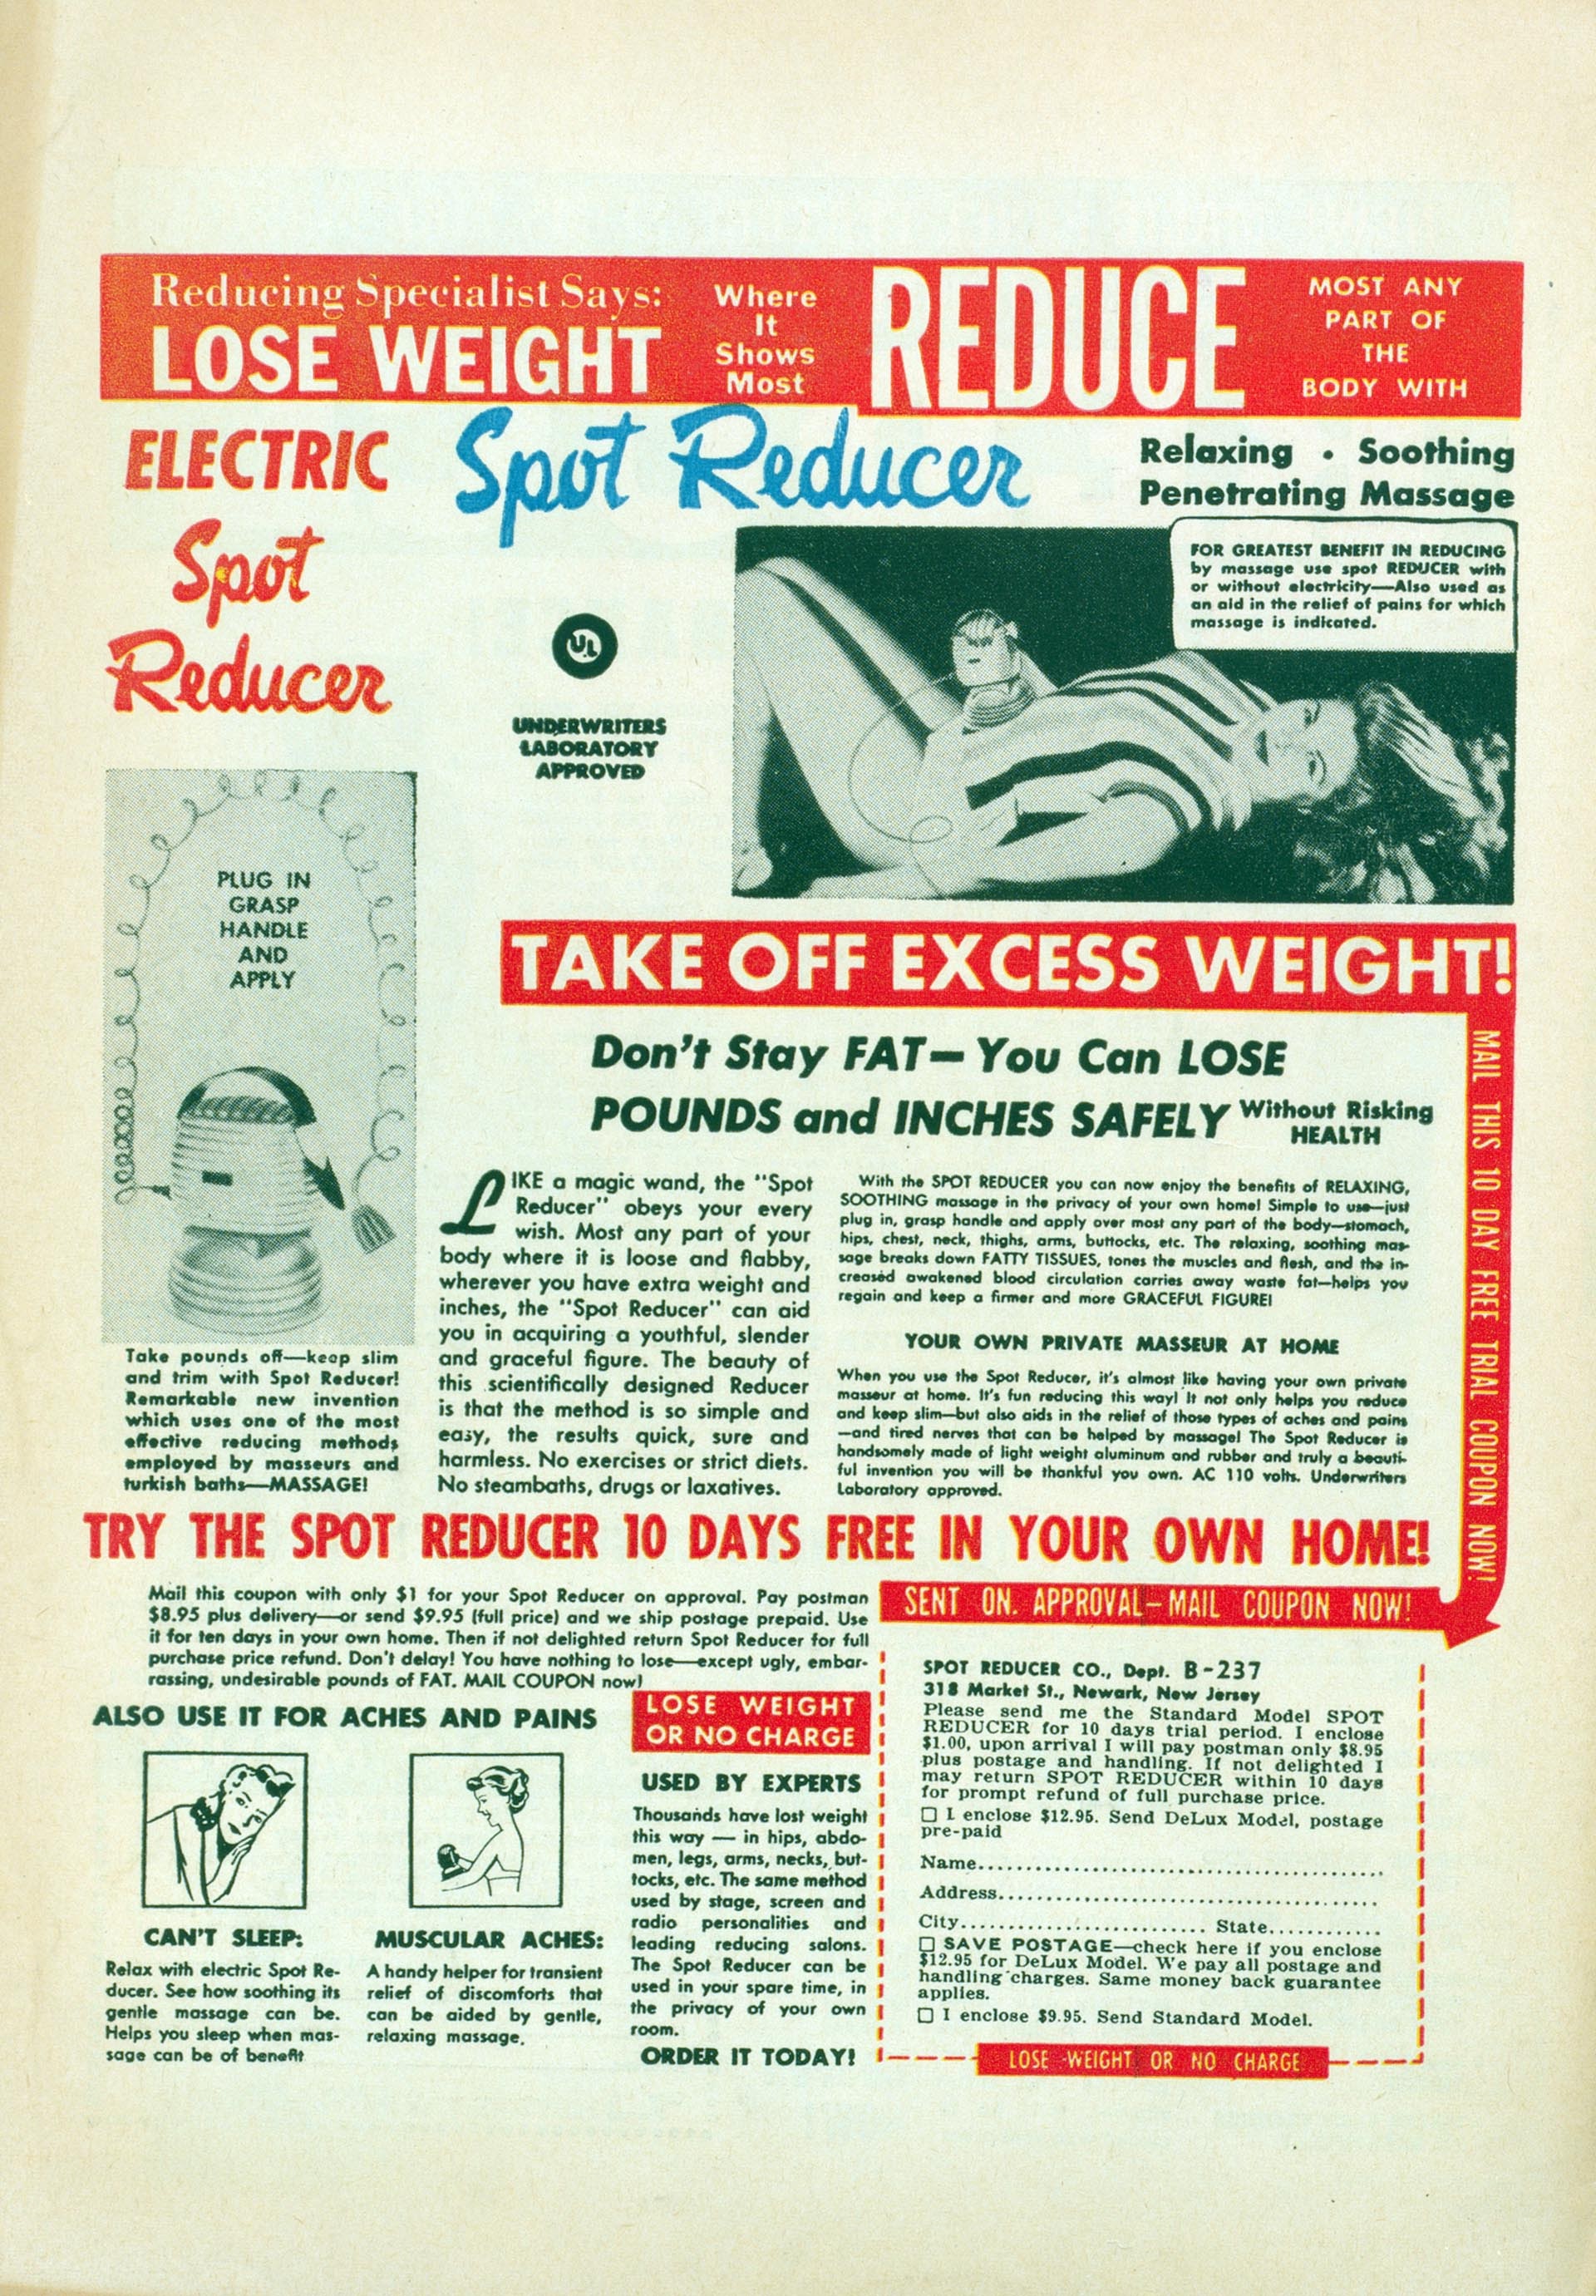 Reducing Specialist Says:
LOSE WEIGHT
Where
It
Shows
Most
REDUCE
MOST ANY
PART OF
THE
BODY WITH
ELECTRIC
Spot
Reducer
Spot Reducer
Relaxing • Soothing
Penetrating Massage
UL
UNDERWRITERS
LABORATORY
APPROVED
FOR GREATEST BENEFIT IN REDUCING
by massage use spot REDUCER with
or without electricity—Also used as
an aid in the relief of pains for which
massage is indicated.
PLUG IN
GRASP
HANDLE
AND
APPLY
Take pounds off—keep slim
and trim with Spot Reducer!
Remarkable new invention
which uses one of the most
effective reducing methods
employed by masseurs and
turkish baths—MASSAGE!
TAKE OFF EXCESS WEIGHT!
Don't Stay FAT—You Can LOSE
POUNDS and INCHES SAFELY Without Risking
HEALTH
LIKE a magic wand, the "Spot
Reducer" obeys your every
wish. Most any part of your
body where it is loose and flabby,
wherever you have extra weight and
inches, the "Spot Reducer" can aid
you in acquiring a youthful, slender
and graceful figure. The beauty of
this scientifically designed Reducer
is that the method is so simple and
easy, the results quick, sure and
harmless. No exercises or strict diets.
No steambaths, drugs or laxatives.
With the SPOT REDUCER you can now enjoy the benefits of RELAXING,
SOOTHING massage in the privacy of your own home! Simple to use—just
plug in, grasp handle and apply over most any part of the body—stomach,
hips, chest, neck, thighs, arms, buttocks, etc. The relaxing, soothing mas-
sage breaks down FATTY TISSUES, tones the muscles and flesh, and the in-
creased awakened blood circulation carries away waste fat—helps you
regain and keep a firmer and more GRACEFUL FIGURE!
YOUR OWN PRIVATE MASSEUR AT HOME
When you use the Spot Reducer, it's almost like having your own private
masseur at home. It's fun reducing this way! It not only helps you reduce
and keep slim—but also aids in the relief of those types of aches and pains
—and tired nerves that can be helped by massage! The Spot Reducer is
handsomely made of light weight aluminum and rubber and truly a beauti-
ful invention you will be thankful you own. AC 110 volts. Underwriters
Laboratory approved.
MAIL THIS 10 DAY FREE TRIAL COUPON NOW!
TRY THE SPOT REDUCER 10 DAYS FREE IN YOUR OWN HOME!
Mail this coupon with only $1 for your Spot Reducer on approval. Pay postman
$8.95 plus delivery—or send $9.95 (full price) and we ship postage prepaid. Use
it for ten days in your own home. Then if not delighted return Spot Reducer for full
purchase price refund. Don't delay! You have nothing to lose—except ugly, embar-
rassing, undesirable pounds of FAT. MAIL COUPON now!
ALSO USE IT FOR ACHES AND PAINS
CAN'T SLEEP:
Relax with electric Spot Re-
ducer. See how soothing its
gentle massage can be.
Helps you sleep when mas-
sage can be of benefit
MUSCULAR ACHES:
A handy helper for transient
relief of discomforts that
can be aided by gentle,
relaxing massage.
LOSE WEIGHT
OR NO CHARGE
USED BY EXPERTS
Thousands have lost weight
this way — in hips, abdo-
men, legs, arms, necks, but-
tocks, etc. The same method
used by stage, screen and
radio personalities and
leading reducing salons.
The Spot Reducer can be
used in your spare time, in
the privacy of your own
room.
ORDER IT TODAY!
SENT ON. APPROVAL—MAIL COUPON NOW!
SPOT REDUCER CO., Dept. B-237
318 Market St., Newark, New Jersey
Please send me the Standard Model SPOT
REDUCER for 10 days trial period. I enclose
$1.00, upon arrival I will pay postman only $8.95
plus postage and handling. If not delighted I
may return SPOT REDUCER within 10 days
for prompt refund of full purchase price.
☐ I enclose $12.95. Send DeLux Model, postage
pre-paid
Name
Address
City State
☐ SAVE POSTAGE—check here if you enclose
$12.95 for DeLux Model. We pay all postage and
handling charges. Same money back guarantee
applies.
☐ I enclose $9.95. Send Standard Model.
LOSE WEIGHT OR NO CHARGE